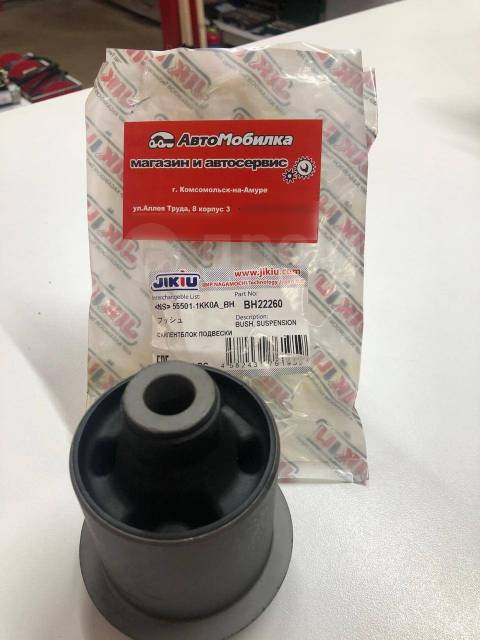 АвтоМобилка
магазин и автосервис
г. Комсомольск-на-Амуре
ул.Аллея Труда, 8 корпус 3
JIKIU
www.jikiu.com
Interchangeable List:
Part No:
<NS> 55501-1KK0A_BH
BH22260
ブッシュ
Description:
BUSH, SUSPENSION
САЙЛЕНТБЛОК ПОДВЕСКИ